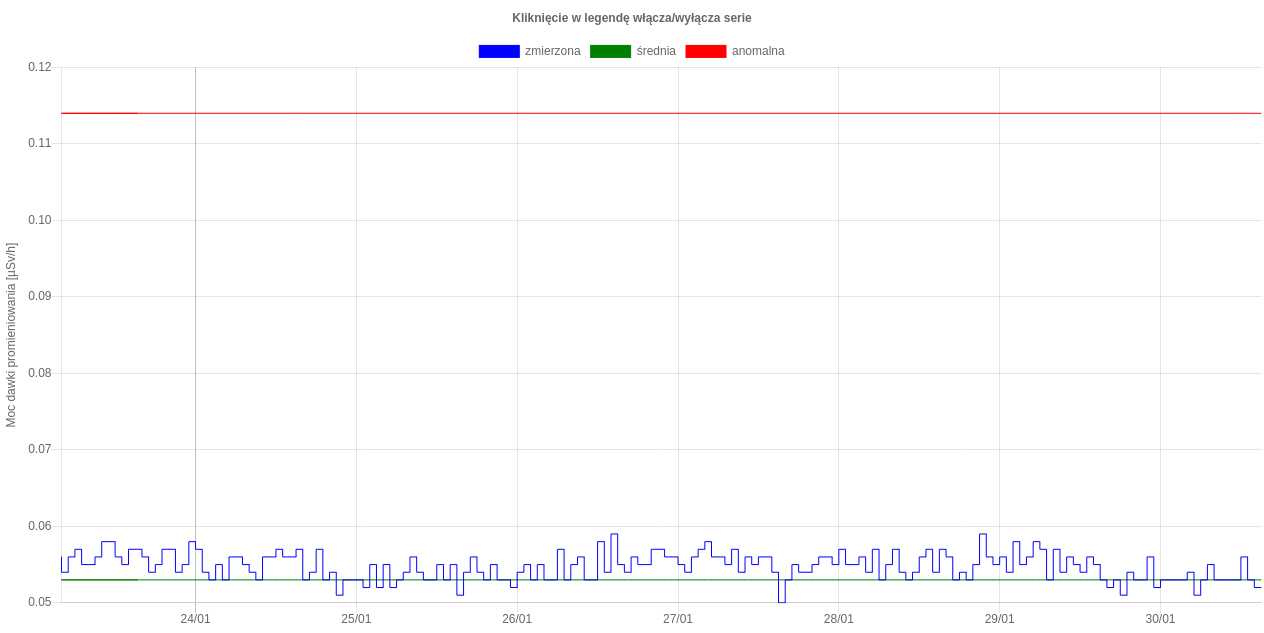 Kliknięcie w legendę włącza/wyłącza serie
zmierzona średnia anomalna
Moc dawki promieniowania [µSv/h]
0.12
0.11
0.10
0.09
0.08
0.07
0.06
0.05
24/01 25/01 26/01 27/01 28/01 29/01 30/01